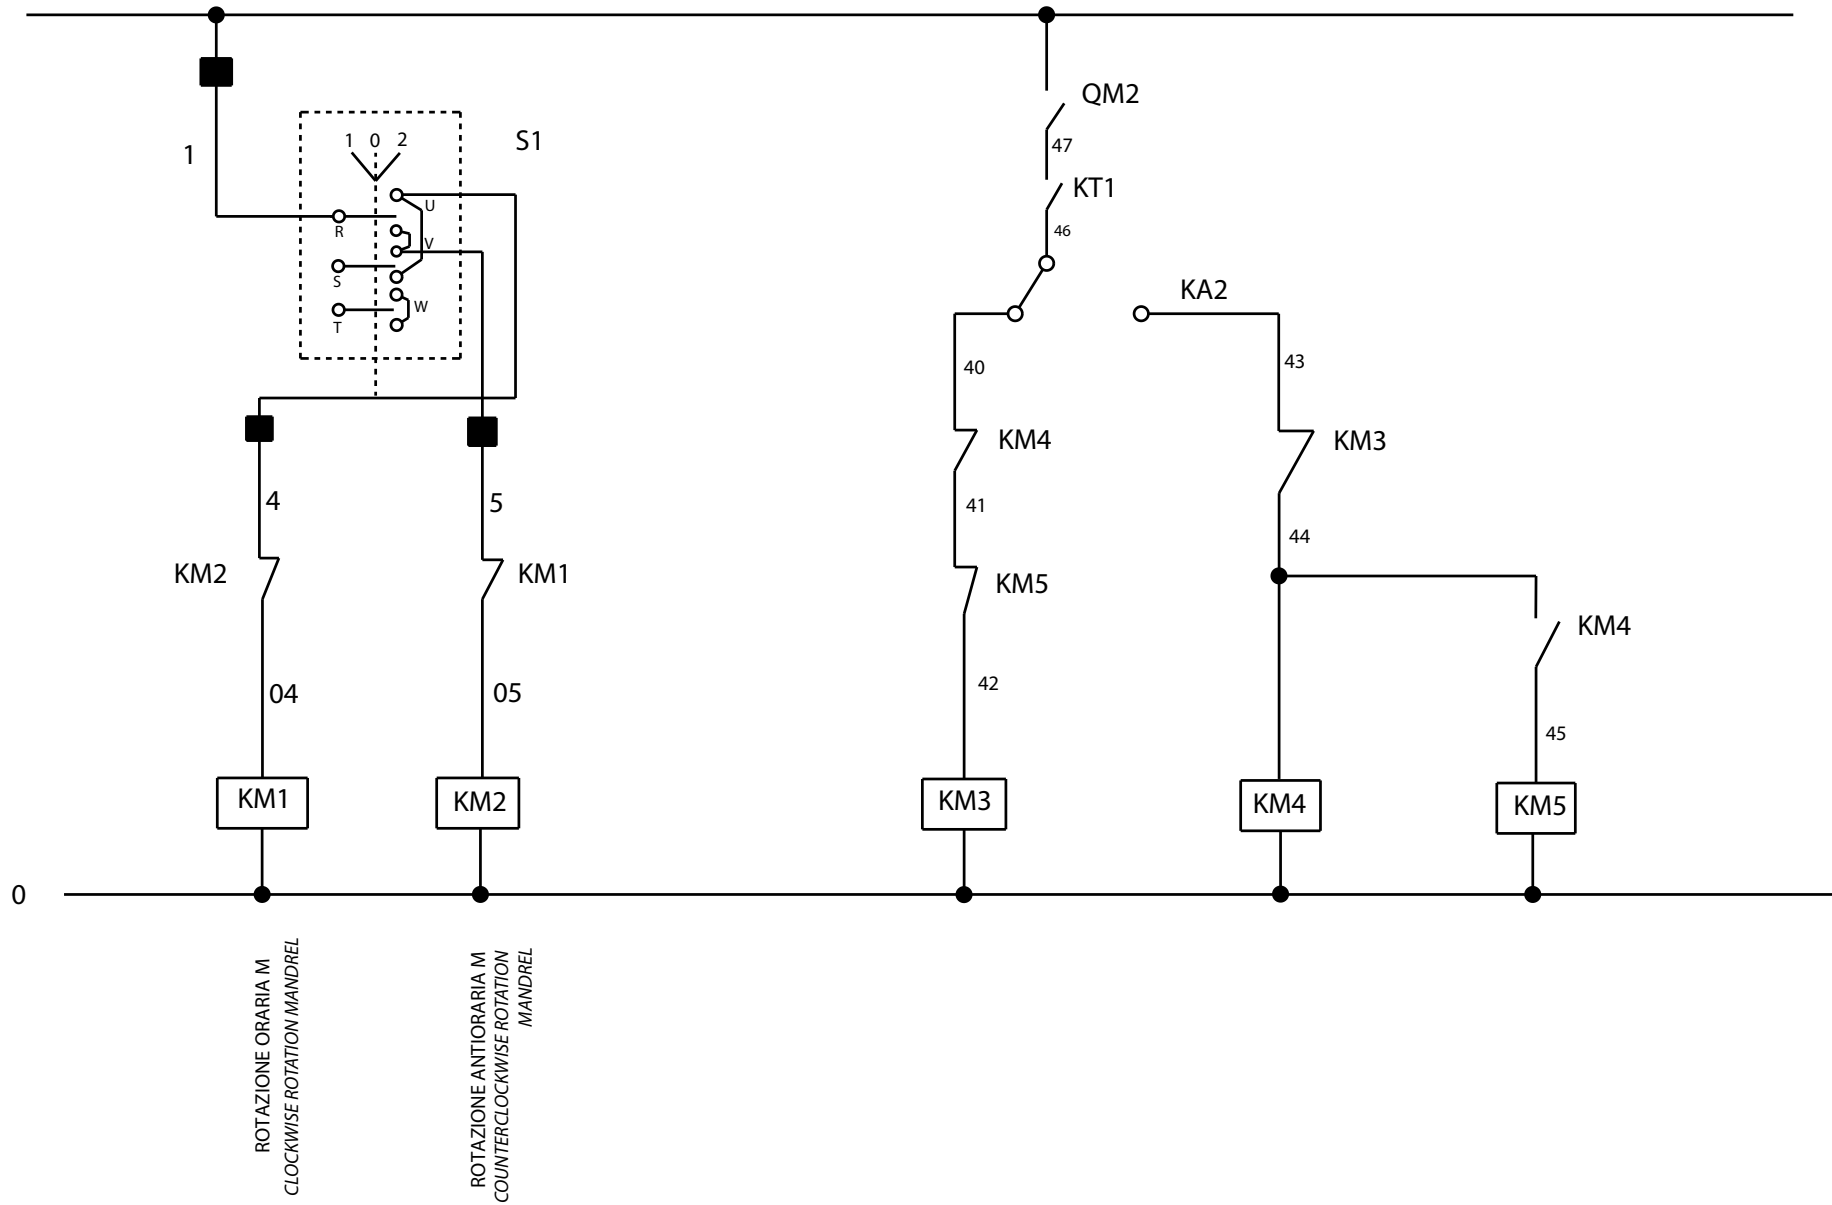 QM2
1 0 2
S1
47
1
KT1
U
R
46
V
S
KA2
W
T
40
43
KM4
KM3
4
5
41
44
KM2
KM1
KM5
KM4
04
05
42
45
KM1
KM2
KM3
KM4
KM5
0
ROTAZIONE ORARIA M
CLOCKWISE ROTATION MANDREL
ROTAZIONE ANTIORARIA M
COUNTERCLOCKWISE ROTATION
MANDREL